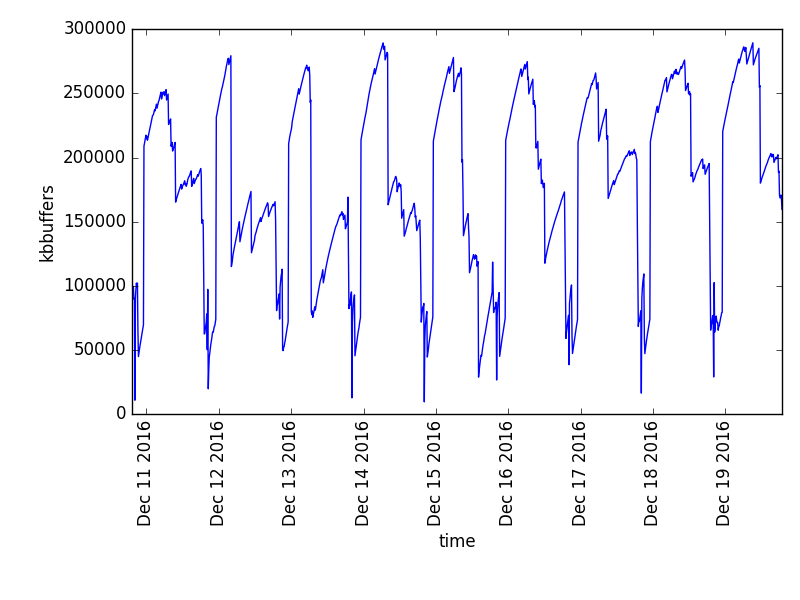 300000
250000
200000
150000
100000
50000
0
kbbuffers
Dec 11 2016
Dec 12 2016
Dec 13 2016
Dec 14 2016
Dec 15 2016
Dec 16 2016
Dec 17 2016
Dec 18 2016
Dec 19 2016
time